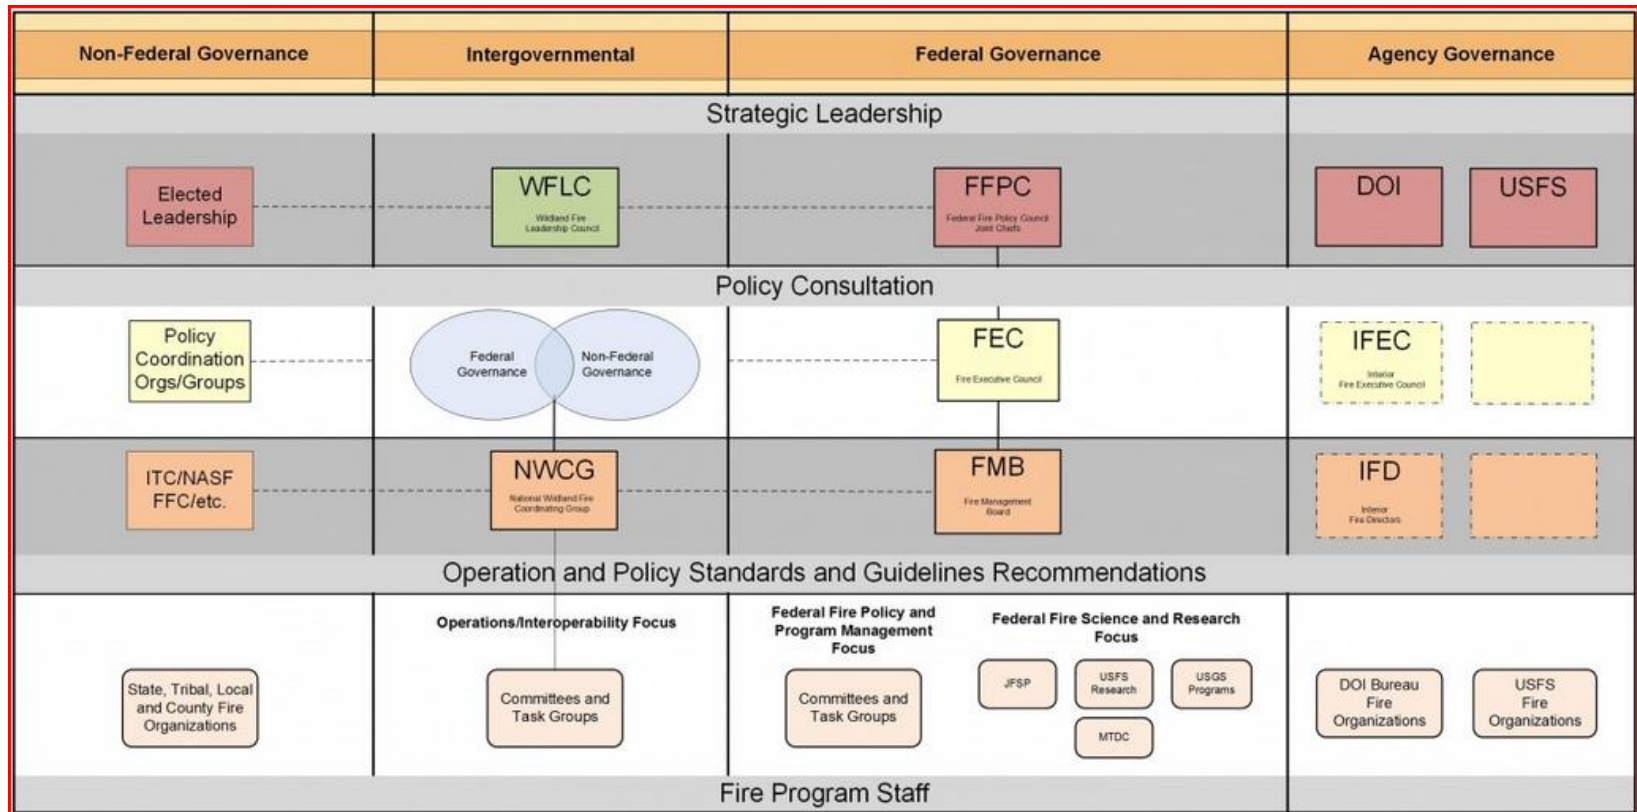 Non-Federal Governance
Intergovernmental
Federal Governance
Agency Governance
Strategic Leadership
Elected
Leadership
WFLC
Wildland Fire
Leadership Council
FFPC
Federal Fire Policy Council
Joint Chiefs
DOI
USFS
Policy Consultation
Policy
Coordination
Orgs/Groups
Federal
Governance
Non-Federal
Governance
FEC
Fire Executive Council
IFEC
Interior
Fire Executive Council
ITC/NASF
FFC/etc.
NWCG
National Wildland Fire
Coordinating Group
FMB
Fire Management
Board
IFD
Interior
Fire Directors
Operation and Policy Standards and Guidelines Recommendations
Operations/Interoperability Focus
Federal Fire Policy and
Program Management
Focus
Federal Fire Science and Research
Focus
State, Tribal, Local
and County Fire
Organizations
Committees and
Task Groups
Committees and
Task Groups
JFSP
USFS
Research
USGS
Programs
MTDC
DOI Bureau
Fire
Organizations
USFS
Fire
Organizations
Fire Program Staff